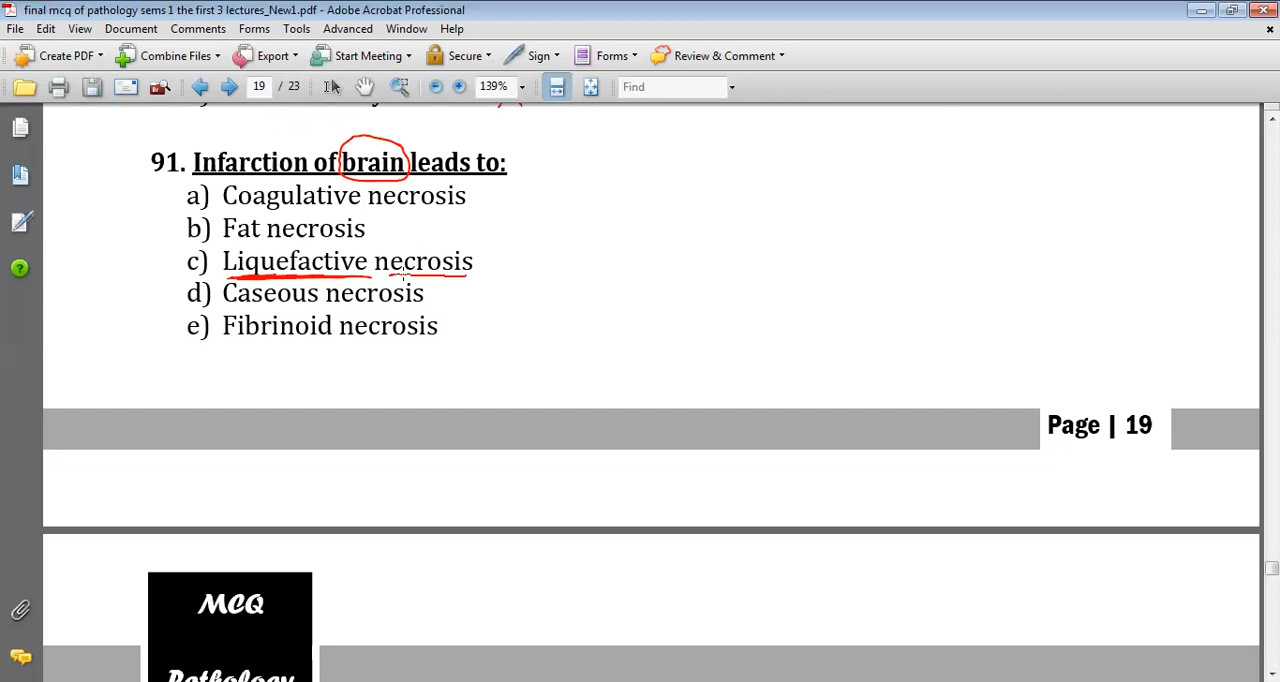 final mcq of pathology sems 1 the first 3 lectures_New1.pdf - Adobe Acrobat Professional
File Edit View Document Comments Forms Tools Advanced Window Help
Create PDF Combine Files Export Start Meeting Secure Sign Forms Review & Comment
19 / 23 139% Find
91. Infarction of brain leads to:
a) Coagulative necrosis
b) Fat necrosis
c) Liquefactive necrosis
d) Caseous necrosis
e) Fibrinoid necrosis
Page | 19
MCQ
Pathology